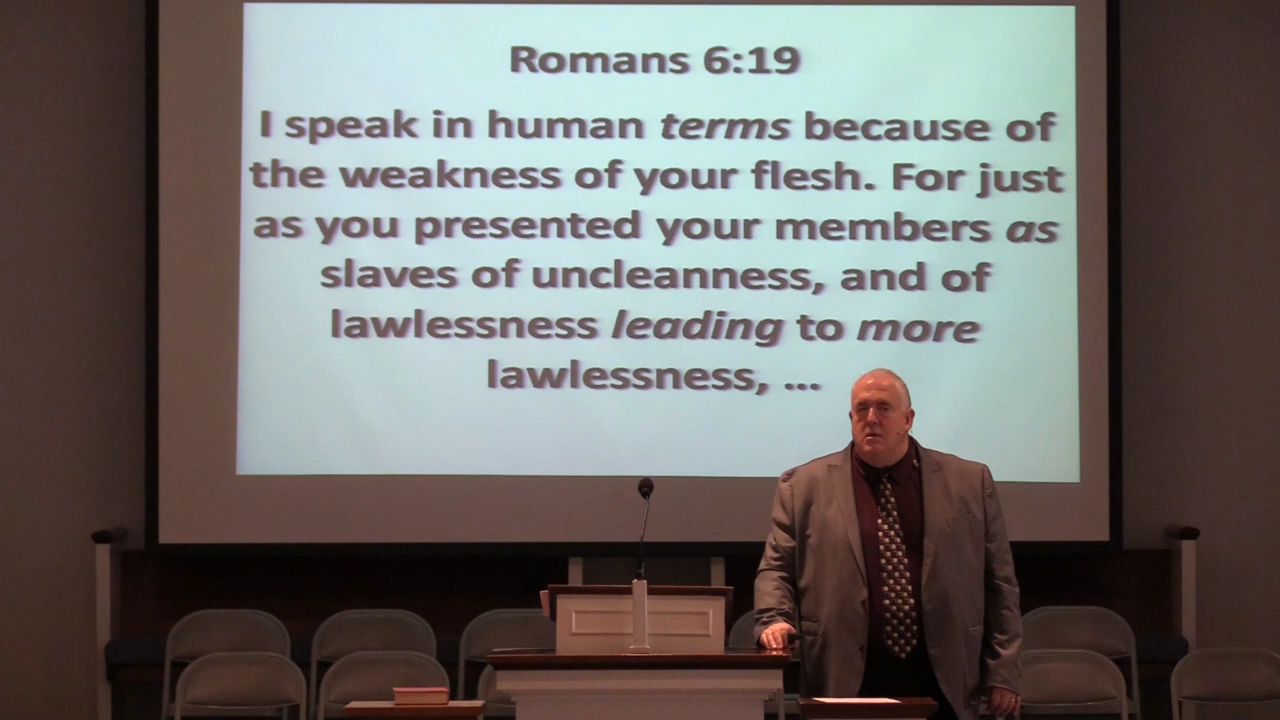 Romans 6:19
I speak in human terms because of
the weakness of your flesh. For just
as you presented your members as
slaves of uncleanness, and of
lawlessness leading to more
lawlessness, ...